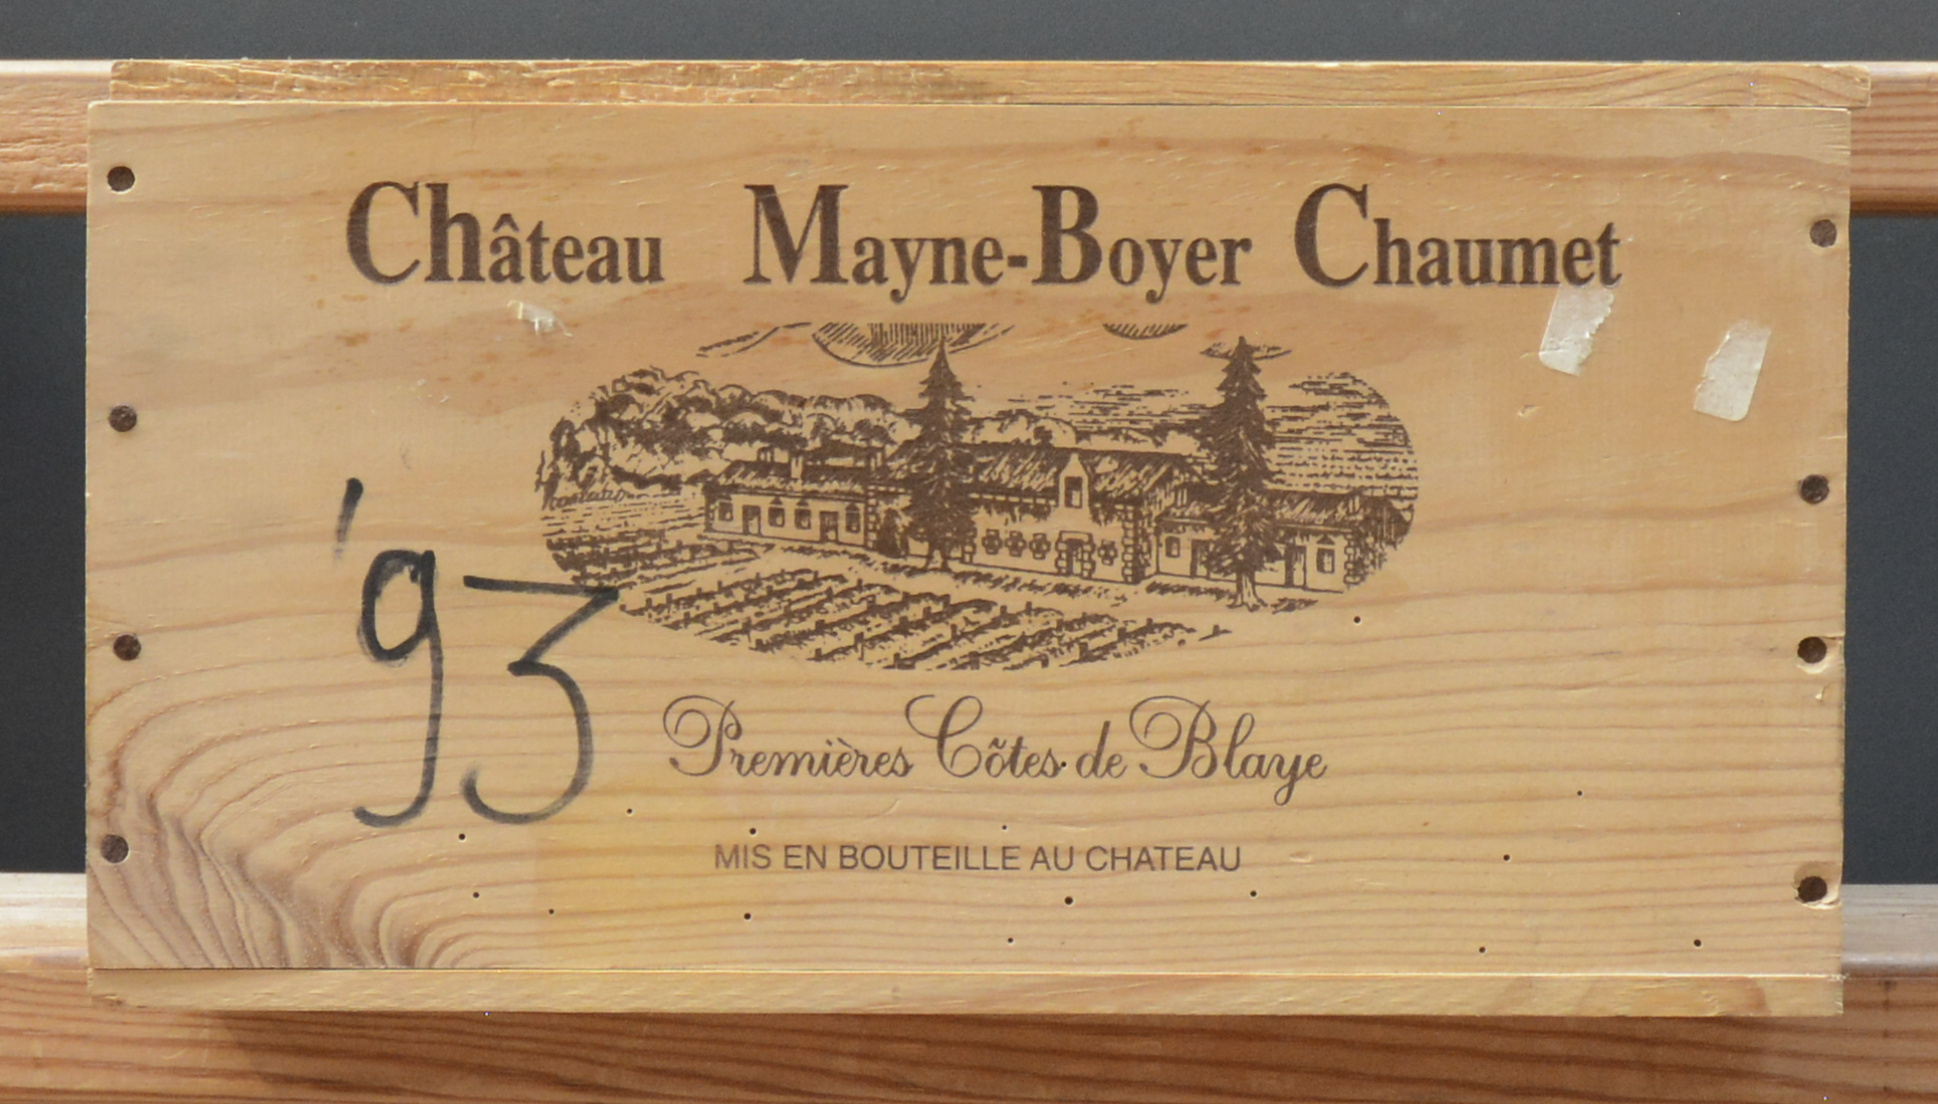 Château Mayne-Boyer Chaumet
'93
Premières Côtes de Blaye
MIS EN BOUTEILLE AU CHATEAU